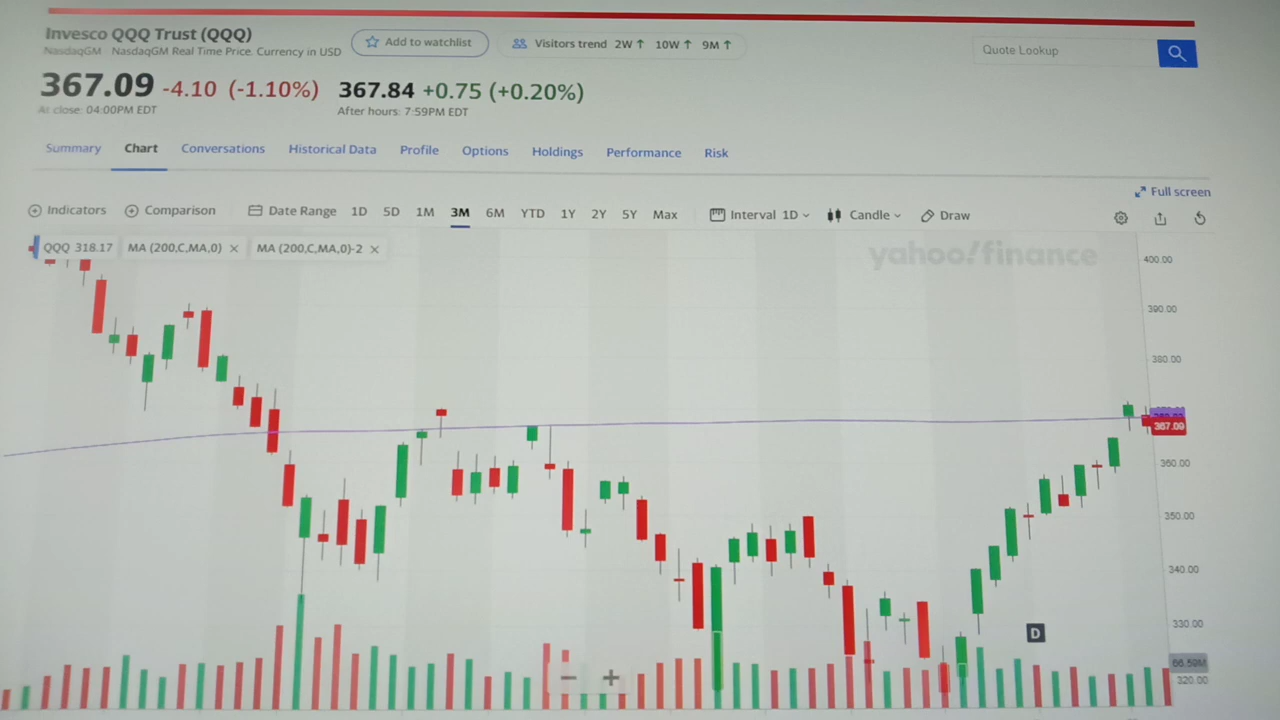 Invesco QQQ Trust (QQQ)
NasdaqGM - NasdaqGM Real Time Price. Currency in USD
Add to watchlist
Visitors trend 2W ↑ 10W ↑ 9M ↑
Quote Lookup
367.09 -4.10 (-1.10%)
At close: 04:00PM EDT
367.84 +0.75 (+0.20%)
After hours: 7:59PM EDT
Summary Chart Conversations Historical Data Profile Options Holdings Performance Risk
Full screen
Indicators Comparison Date Range 1D 5D 1M 3M 6M YTD 1Y 2Y 5Y Max Interval 1D Candle Draw
QQQ 318.17 MA (200,C,MA,0) × MA (200,C,MA,0)-2 ×
yahoo!finance
400.00
390.00
380.00
367.09
360.00
350.00
340.00
330.00
D
66.59M
320.00